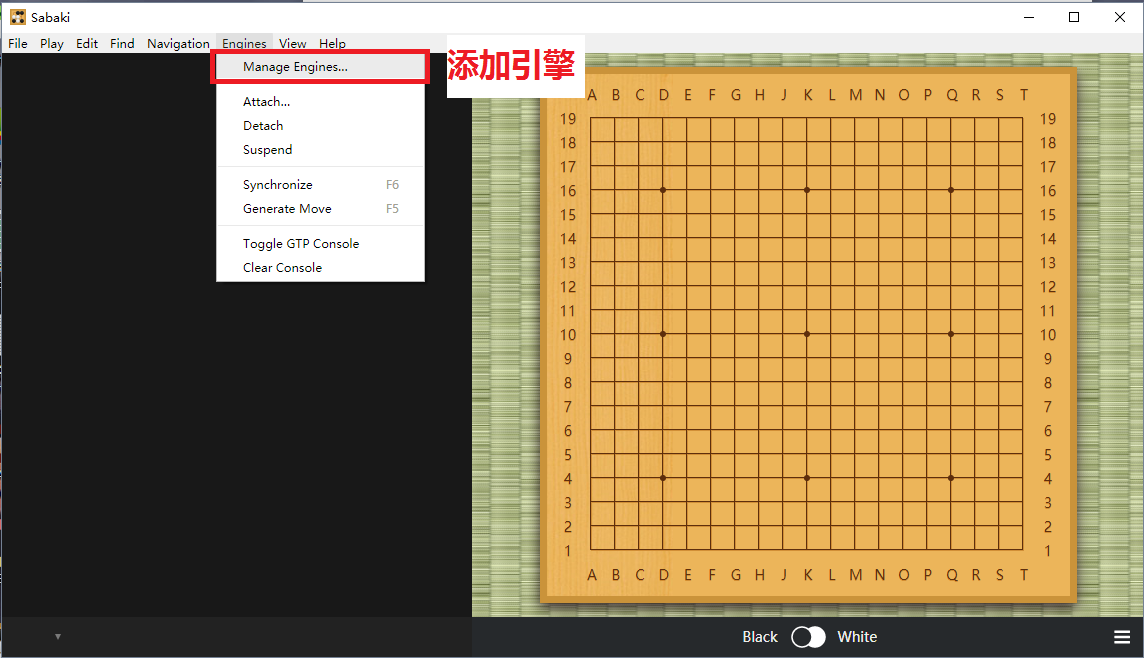 Sabaki
File Play Edit Find Navigation Engines View Help
Manage Engines...
添加引擎
Attach...
Detach
Suspend
Synchronize F6
Generate Move F5
Toggle GTP Console
Clear Console
A B C D E F G H J K L M N O P Q R S T
19 19
18 18
17 17
16 16
15 15
14 14
13 13
12 12
11 11
10 10
9 9
8 8
7 7
6 6
5 5
4 4
3 3
2 2
1 1
A B C D E F G H J K L M N O P Q R S T
Black White